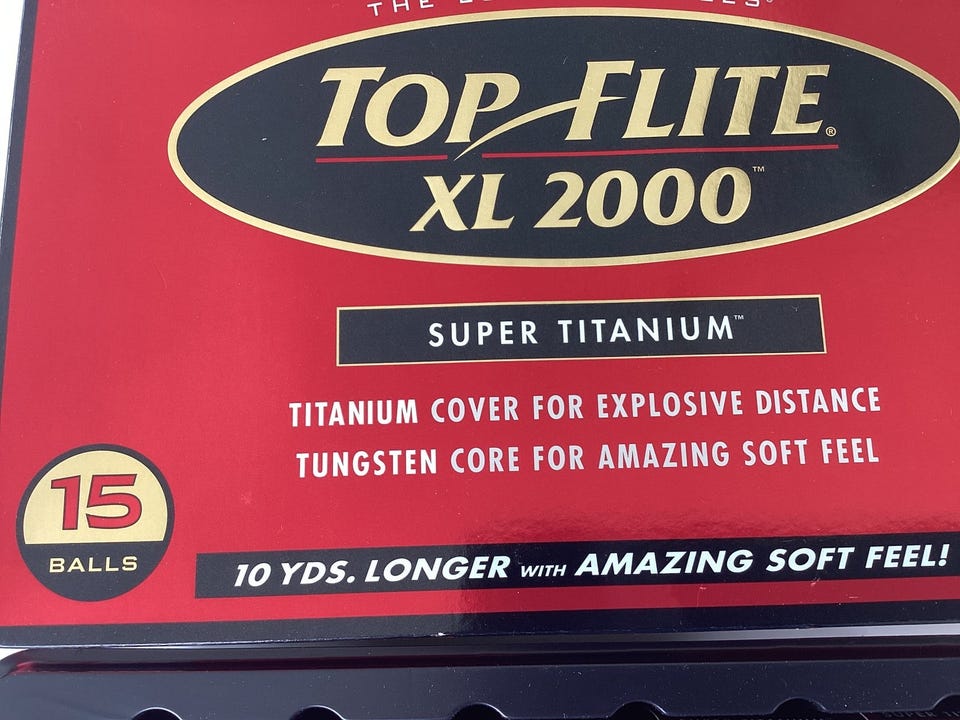 THE
TOP FLITE®
XL 2000™
SUPER TITANIUM™
TITANIUM COVER FOR EXPLOSIVE DISTANCE
TUNGSTEN CORE FOR AMAZING SOFT FEEL
15
BALLS
10 YDS. LONGER WITH AMAZING SOFT FEEL!